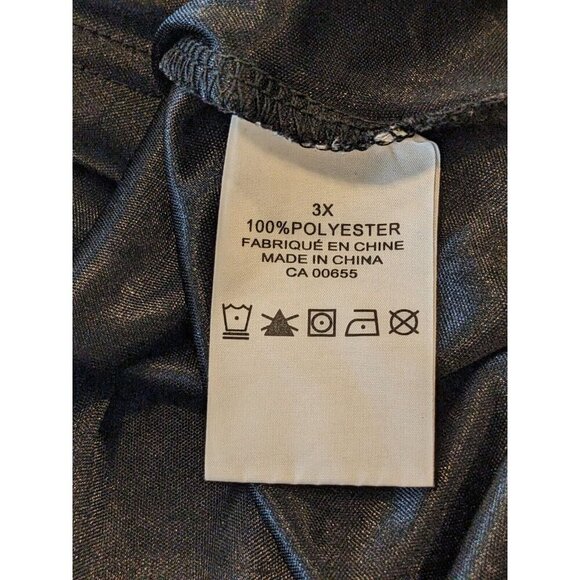 3X
100%POLYESTER
FABRIQUÉ EN CHINE
MADE IN CHINA
CA 00655